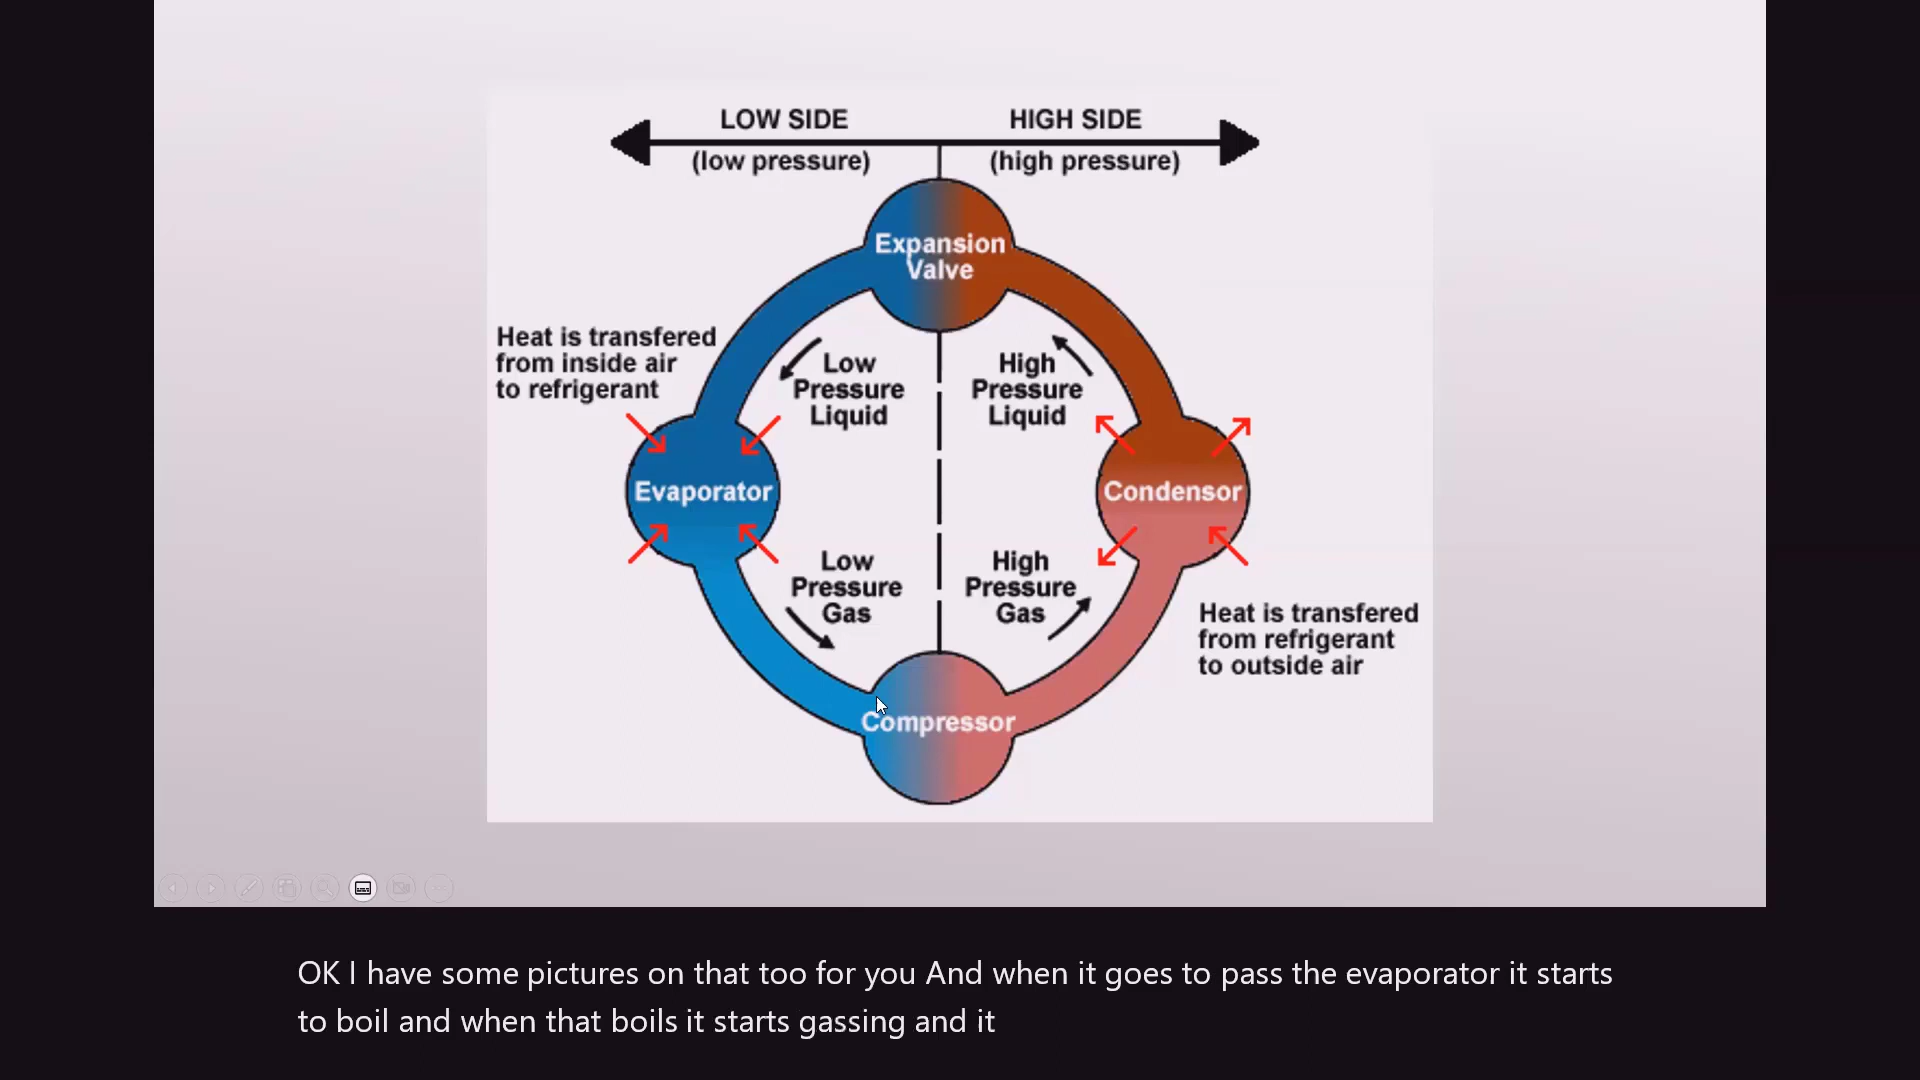 LOW SIDE
HIGH SIDE
(low pressure)
(high pressure)
Expansion
Valve
Heat is transfered
from inside air
to refrigerant
Low
Pressure
Liquid
High
Pressure
Liquid
Evaporator
Condensor
Low
Pressure
Gas
High
Pressure
Gas
Heat is transfered
from refrigerant
to outside air
Compressor
OK I have some pictures on that too for you And when it goes to pass the evaporator it starts
to boil and when that boils it starts gassing and it